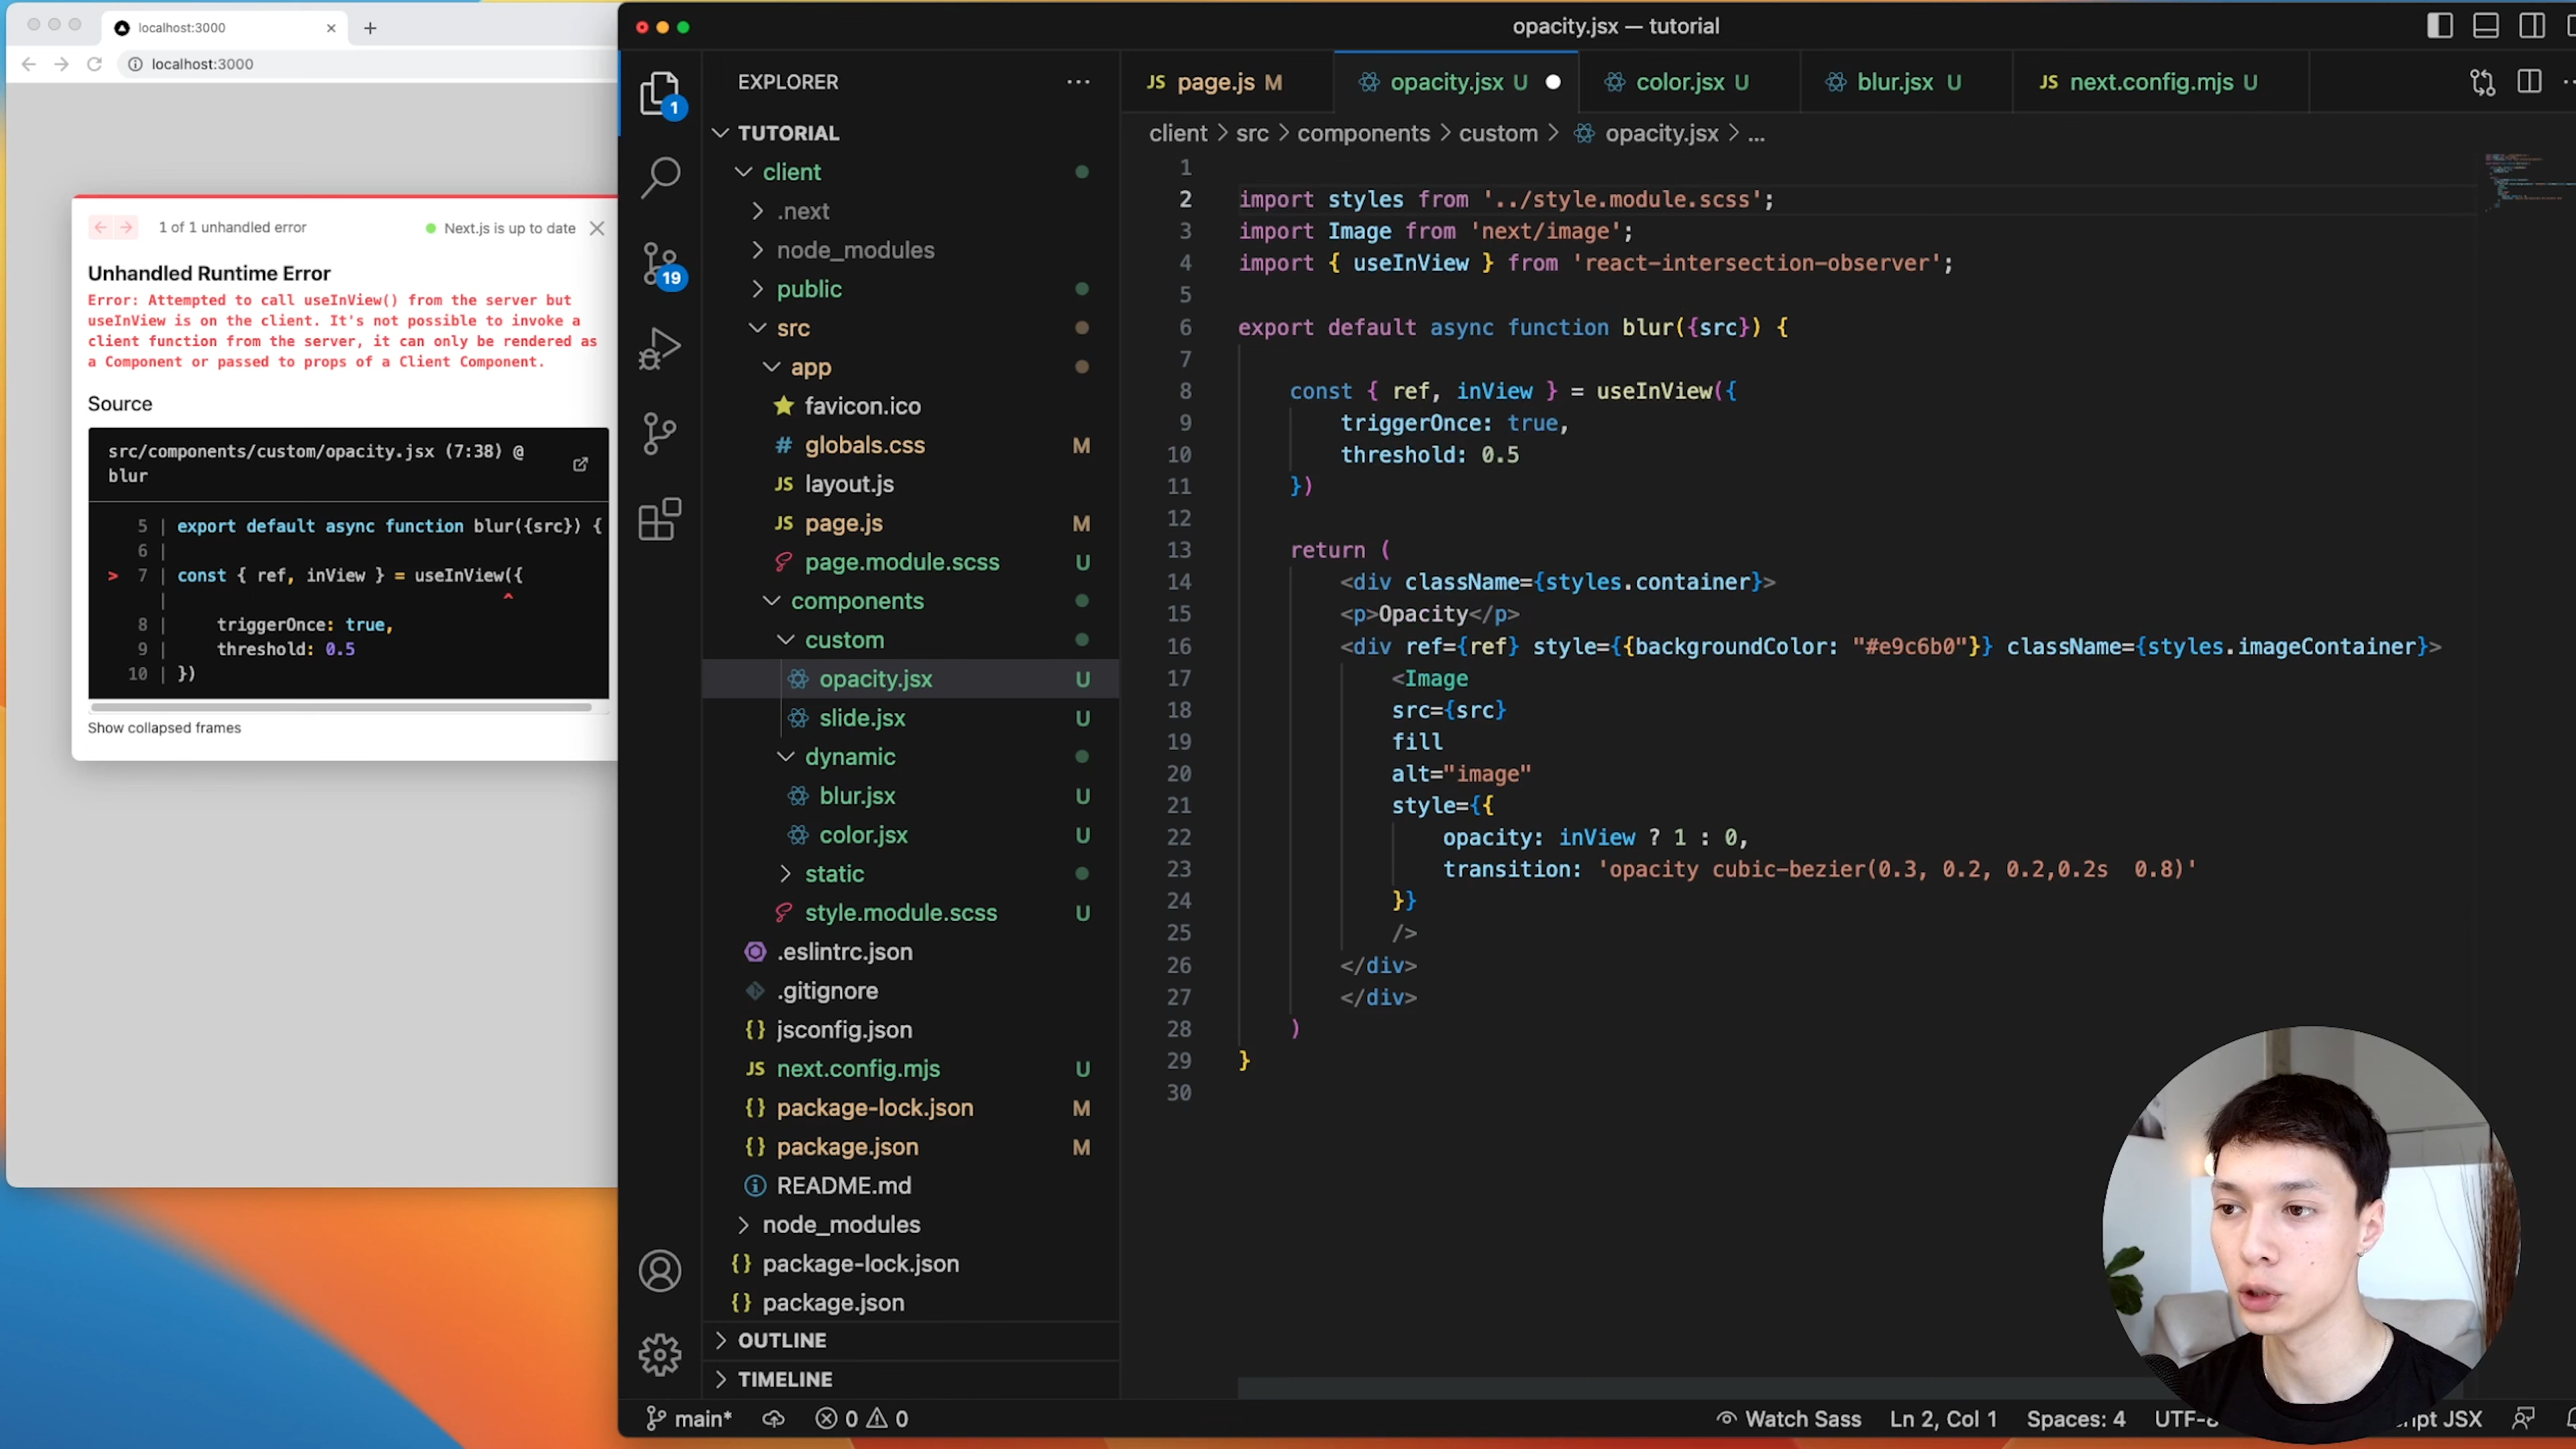 localhost:3000
localhost:3000
1 of 1 unhandled error
Next.js is up to date
Unhandled Runtime Error
Error: Attempted to call useInView() from the server but
useInView is on the client. It's not possible to invoke a
client function from the server, it can only be rendered as
a Component or passed to props of a Client Component.
Source
src/components/custom/opacity.jsx (7:38) @
blur
5 | export default async function blur({src}) {
6 |
> 7 | const { ref, inView } = useInView({
| ^
8 | triggerOnce: true,
9 | threshold: 0.5
10 | })
Show collapsed frames
opacity.jsx — tutorial
1
19
EXPLORER
TUTORIAL
client
.next
node_modules
public
src
app
favicon.ico
# globals.css M
JS layout.js
JS page.js M
page.module.scss U
components
custom
opacity.jsx U
slide.jsx U
dynamic
blur.jsx U
color.jsx U
static
style.module.scss U
.eslintrc.json
.gitignore
{} jsconfig.json
JS next.config.mjs U
{} package-lock.json M
{} package.json M
README.md
node_modules
{} package-lock.json
{} package.json
OUTLINE
TIMELINE
JS page.js M
opacity.jsx U
color.jsx U
blur.jsx U
JS next.config.mjs U
client > src > components > custom > opacity.jsx > ...
1
2 import styles from '../style.module.scss';
3 import Image from 'next/image';
4 import { useInView } from 'react-intersection-observer';
5
6 export default async function blur({src}) {
7
8 const { ref, inView } = useInView({
9 triggerOnce: true,
10 threshold: 0.5
11 })
12
13 return (
14 <div className={styles.container}>
15 <p>Opacity</p>
16 <div ref={ref} style={{backgroundColor: "#e9c6b0"}} className={styles.imageContainer}>
17 <Image
18 src={src}
19 fill
20 alt="image"
21 style={{
22 opacity: inView ? 1 : 0,
23 transition: 'opacity cubic-bezier(0.3, 0.2, 0.2,0.2s  0.8)'
24 }}
25 />
26 </div>
27 </div>
28 )
29 }
30
main*
0 0
Watch Sass
Ln 2, Col 1
Spaces: 4
UTF-8
ipt JSX